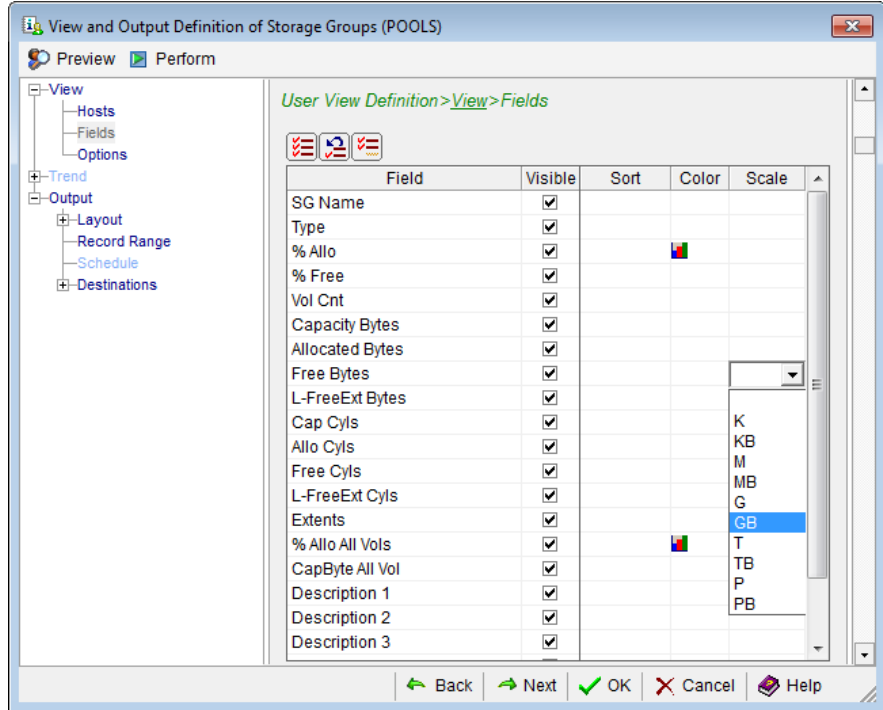 View and Output Definition of Storage Groups (POOLS)
Preview Perform
View
Hosts
Fields
Options
Trend
Output
Layout
Record Range
Schedule
Destinations
User View Definition>View>Fields
Field Visible Sort Color Scale
SG Name
Type
% Allo
% Free
Vol Cnt
Capacity Bytes
Allocated Bytes
Free Bytes
L-FreeExt Bytes
Cap Cyls
Allo Cyls
Free Cyls
L-FreeExt Cyls
Extents
% Allo All Vols
CapByte All Vol
Description 1
Description 2
Description 3
K
KB
M
MB
G
GB
T
TB
P
PB
Back Next OK Cancel Help